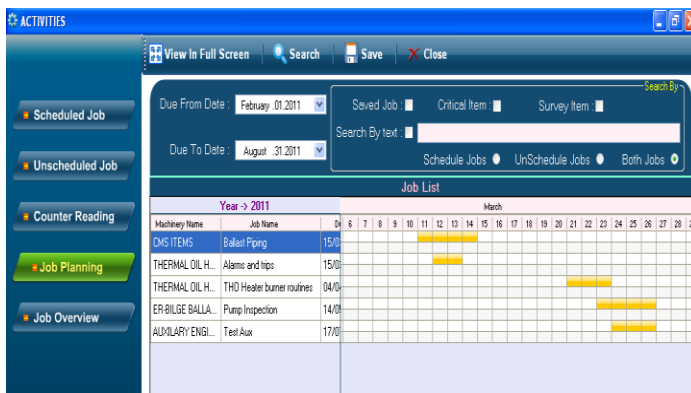 ACTIVITIES
View In Full Screen Search Save Close
Scheduled Job
Unscheduled Job
Counter Reading
Job Planning
Job Overview
Search By
Due From Date : February .01.2011 Saved Job : Critical Item : Survey Item :
Search By text :
Due To Date : August .31.2011
Schedule Jobs UnSchedule Jobs Both Jobs
Job List
Year -> 2011 March
Machinery Name Job Name 6 7 8 9 10 11 12 13 14 15 16 17 18 19 20 21 22 23 24 25 26 27 28
CMS ITEMS Ballast Piping 15/0
THERMAL OIL H... Alarms and trips 15/0
THERMAL OIL H... THO Heater burner routines 04/0
ER-BILGE BALLA... Pump Inspection 14/0
AUXILARY ENGI... Test Aux 17/0